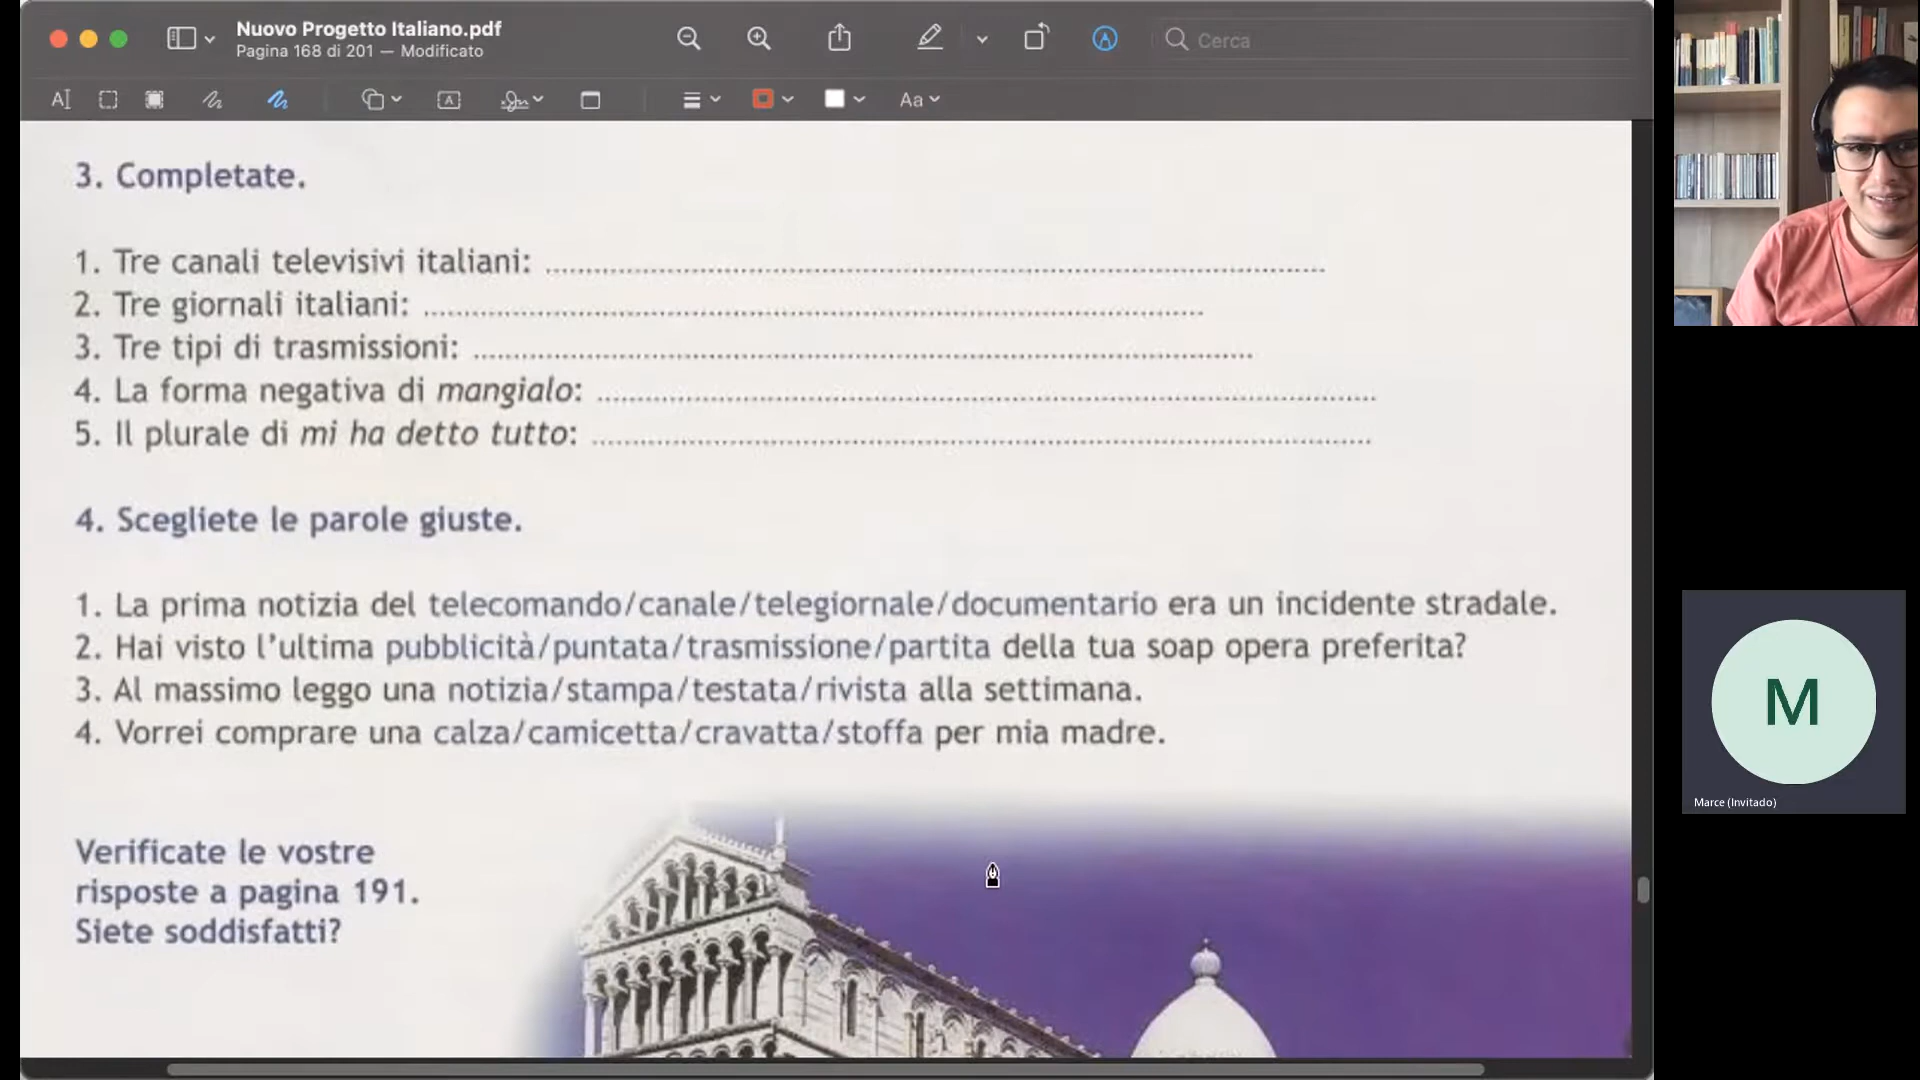 Nuovo Progetto Italiano.pdf
Pagina 168 di 201 — Modificato
Cerca
Aa
3. Completate.
1. Tre canali televisivi italiani: ................................................
2. Tre giornali italiani: ................................................
3. Tre tipi di trasmissioni: ................................................
4. La forma negativa di mangialo: ................................................
5. Il plurale di mi ha detto tutto: ................................................
4. Scegliete le parole giuste.
1. La prima notizia del telecomando/canale/telegiornale/documentario era un incidente stradale.
2. Hai visto l'ultima pubblicità/puntata/trasmissione/partita della tua soap opera preferita?
3. Al massimo leggo una notizia/stampa/testata/rivista alla settimana.
4. Vorrei comprare una calza/camicetta/cravatta/stoffa per mia madre.
Verificate le vostre
risposte a pagina 191.
Siete soddisfatti?
M
Marce (Invitado)